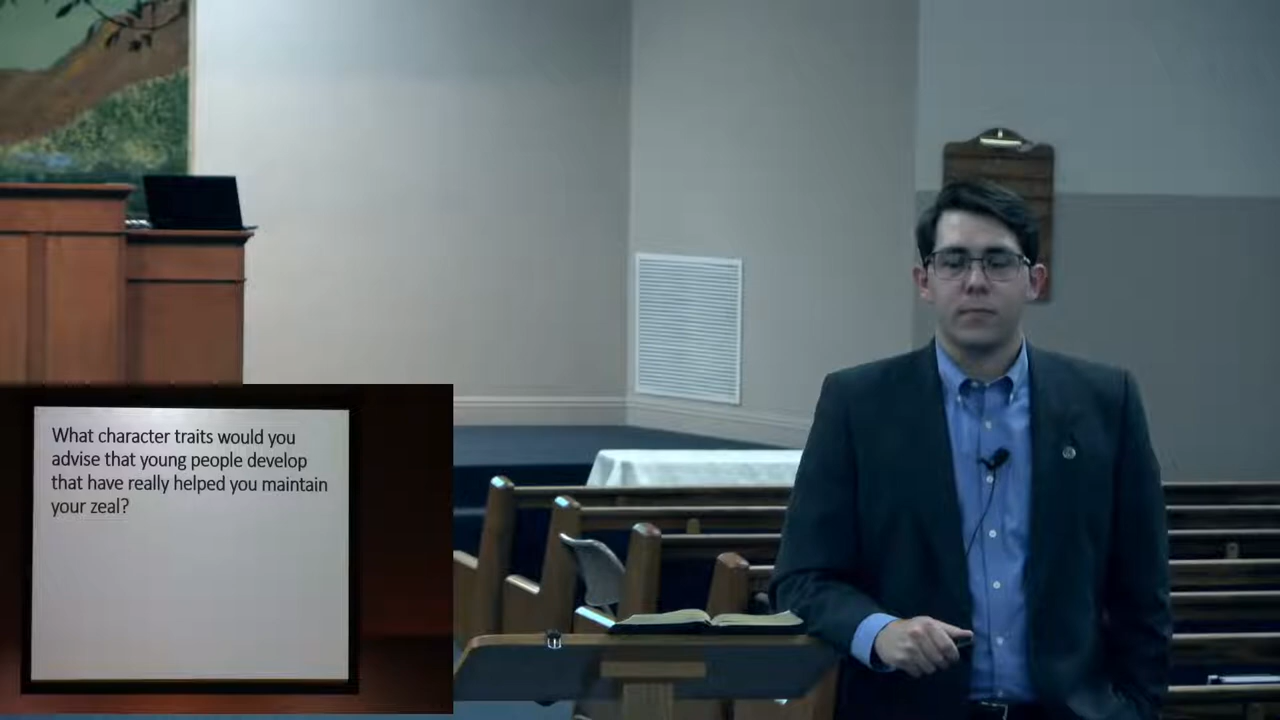 What character traits would you
advise that young people develop
that have really helped you maintain
your zeal?